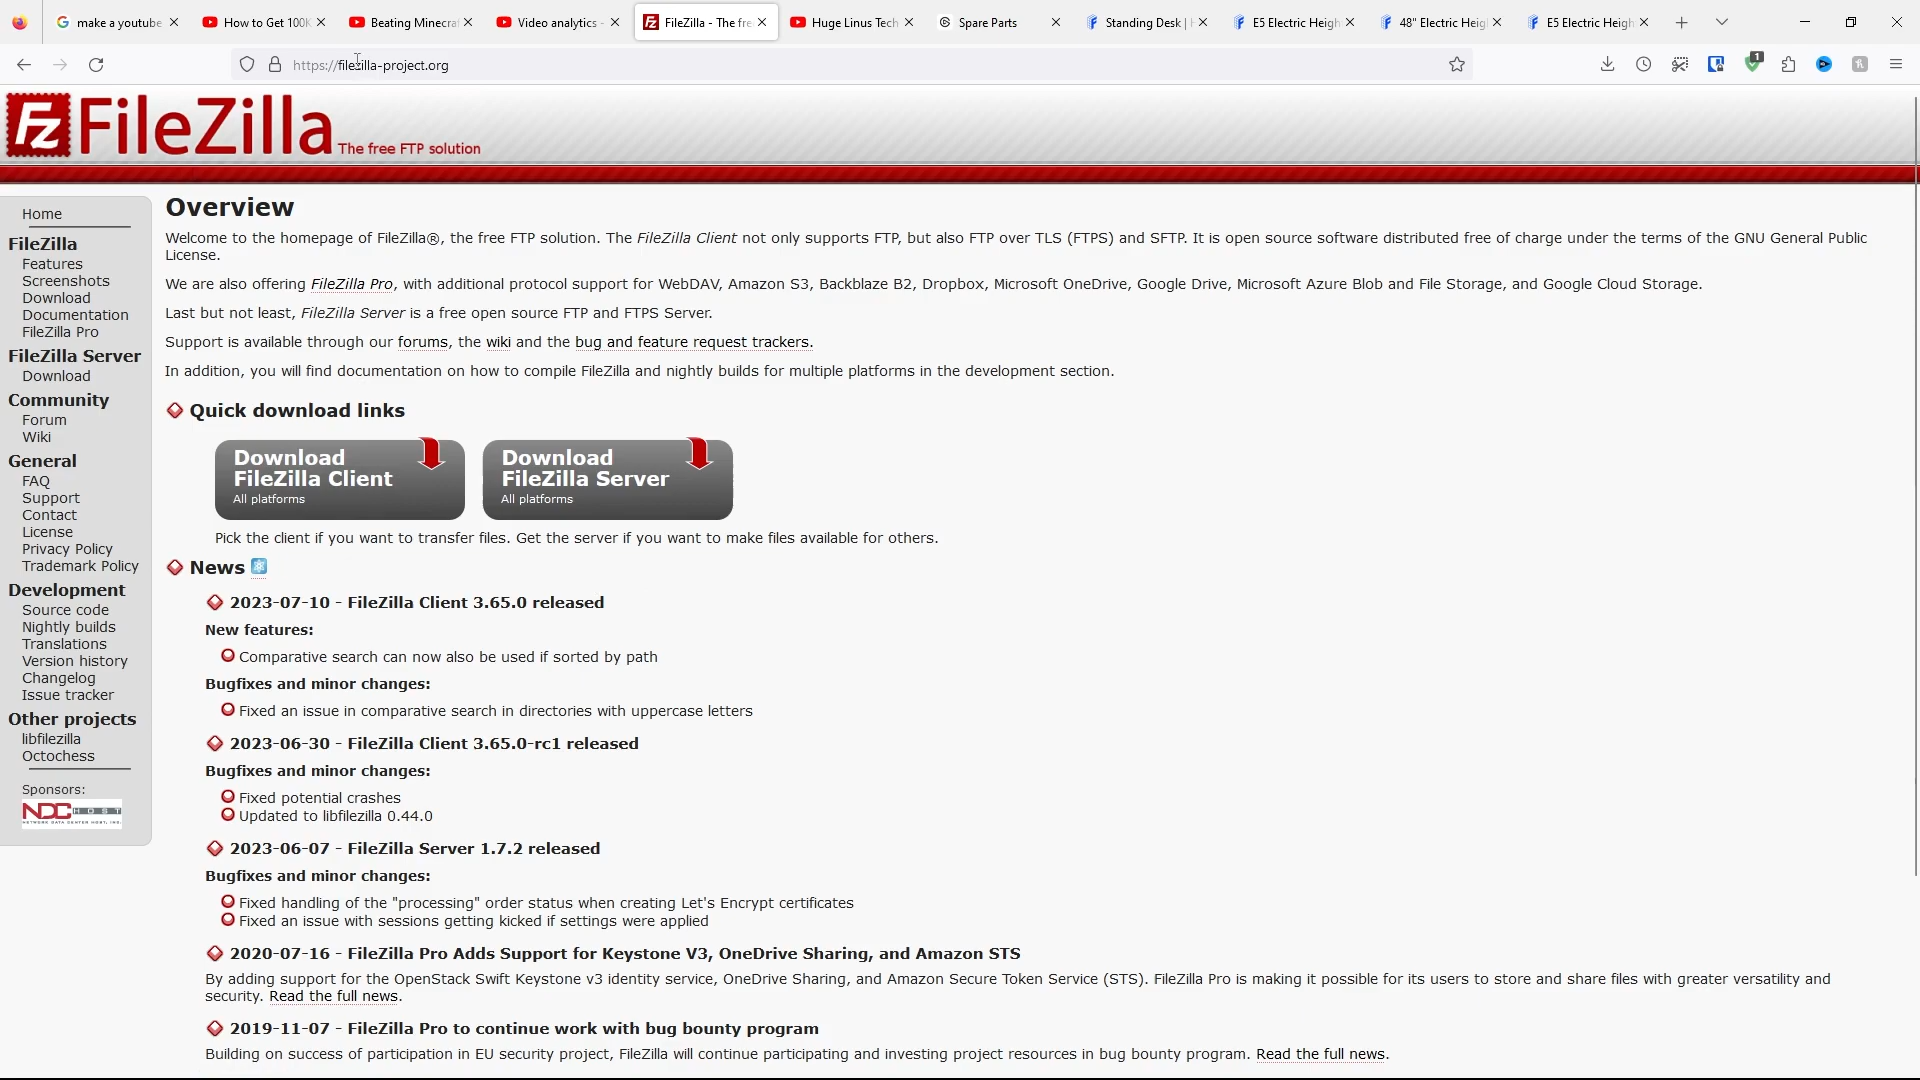 make a youtube
How to Get 100K
Beating Minecraf
Video analytics -
FileZilla - The fre
Huge Linus Tech
Spare Parts
Standing Desk | H
E5 Electric Heigh
48" Electric Heig
E5 Electric Heigh
https://filezilla-project.org
1
Fz FileZilla The free FTP solution
Home
FileZilla
Features
Screenshots
Download
Documentation
FileZilla Pro
FileZilla Server
Download
Community
Forum
Wiki
General
FAQ
Support
Contact
License
Privacy Policy
Trademark Policy
Development
Source code
Nightly builds
Translations
Version history
Changelog
Issue tracker
Other projects
libfilezilla
Octochess
Sponsors:
NDC HOST
NETWORK DATA CENTER HOST, INC.
Overview
Welcome to the homepage of FileZilla®, the free FTP solution. The FileZilla Client not only supports FTP, but also FTP over TLS (FTPS) and SFTP. It is open source software distributed free of charge under the terms of the GNU General Public
License.
We are also offering FileZilla Pro, with additional protocol support for WebDAV, Amazon S3, Backblaze B2, Dropbox, Microsoft OneDrive, Google Drive, Microsoft Azure Blob and File Storage, and Google Cloud Storage.
Last but not least, FileZilla Server is a free open source FTP and FTPS Server.
Support is available through our forums, the wiki and the bug and feature request trackers.
In addition, you will find documentation on how to compile FileZilla and nightly builds for multiple platforms in the development section.
Quick download links
Download
FileZilla Client
All platforms
Download
FileZilla Server
All platforms
Pick the client if you want to transfer files. Get the server if you want to make files available for others.
News
2023-07-10 - FileZilla Client 3.65.0 released
New features:
Comparative search can now also be used if sorted by path
Bugfixes and minor changes:
Fixed an issue in comparative search in directories with uppercase letters
2023-06-30 - FileZilla Client 3.65.0-rc1 released
Bugfixes and minor changes:
Fixed potential crashes
Updated to libfilezilla 0.44.0
2023-06-07 - FileZilla Server 1.7.2 released
Bugfixes and minor changes:
Fixed handling of the "processing" order status when creating Let's Encrypt certificates
Fixed an issue with sessions getting kicked if settings were applied
2020-07-16 - FileZilla Pro Adds Support for Keystone V3, OneDrive Sharing, and Amazon STS
By adding support for the OpenStack Swift Keystone v3 identity service, OneDrive Sharing, and Amazon Secure Token Service (STS). FileZilla Pro is making it possible for its users to store and share files with greater versatility and
security. Read the full news.
2019-11-07 - FileZilla Pro to continue work with bug bounty program
Building on success of participation in EU security project, FileZilla will continue participating and investing project resources in bug bounty program. Read the full news.